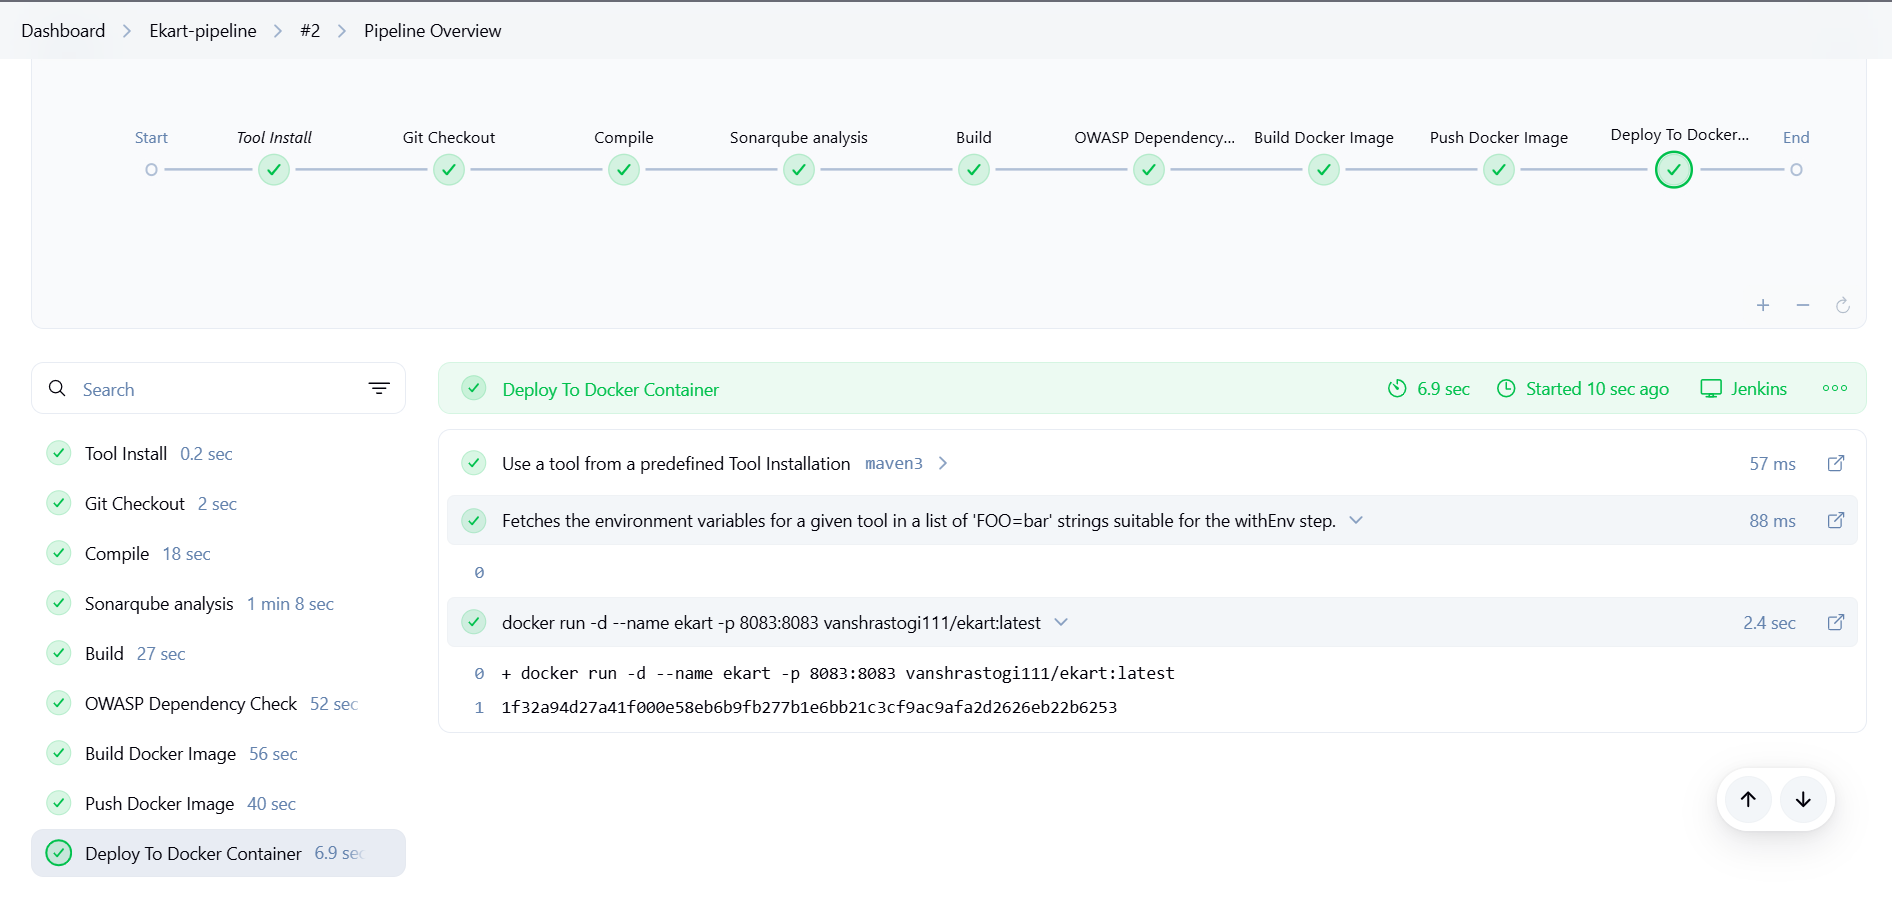 Dashboard > Ekart-pipeline > #2 > Pipeline Overview
Start Tool Install Git Checkout Compile Sonarqube analysis Build OWASP Dependency... Build Docker Image Push Docker Image Deploy To Docker... End
Search
Tool Install 0.2 sec
Git Checkout 2 sec
Compile 18 sec
Sonarqube analysis 1 min 8 sec
Build 27 sec
OWASP Dependency Check 52 sec
Build Docker Image 56 sec
Push Docker Image 40 sec
Deploy To Docker Container 6.9 sec
Deploy To Docker Container 6.9 sec Started 10 sec ago Jenkins
Use a tool from a predefined Tool Installation maven3 57 ms
Fetches the environment variables for a given tool in a list of 'FOO=bar' strings suitable for the withEnv step. 88 ms
0
docker run -d --name ekart -p 8083:8083 vanshrastogi111/ekart:latest 2.4 sec
0 + docker run -d --name ekart -p 8083:8083 vanshrastogi111/ekart:latest
1 1f32a94d27a41f000e58eb6b9fb277b1e6bb21c3cf9ac9afa2d2626eb22b6253